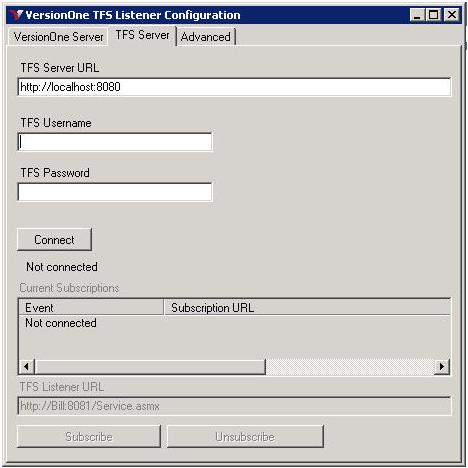 VersionOne TFS Listener Configuration
VersionOne Server TFS Server Advanced
TFS Server URL
http://localhost:8080
TFS Username
TFS Password
Connect
Not connected
Current Subscriptions
Event Subscription URL
Not connected
TFS Listener URL
http://Bill:8081/Service.asmx
Subscribe Unsubscribe